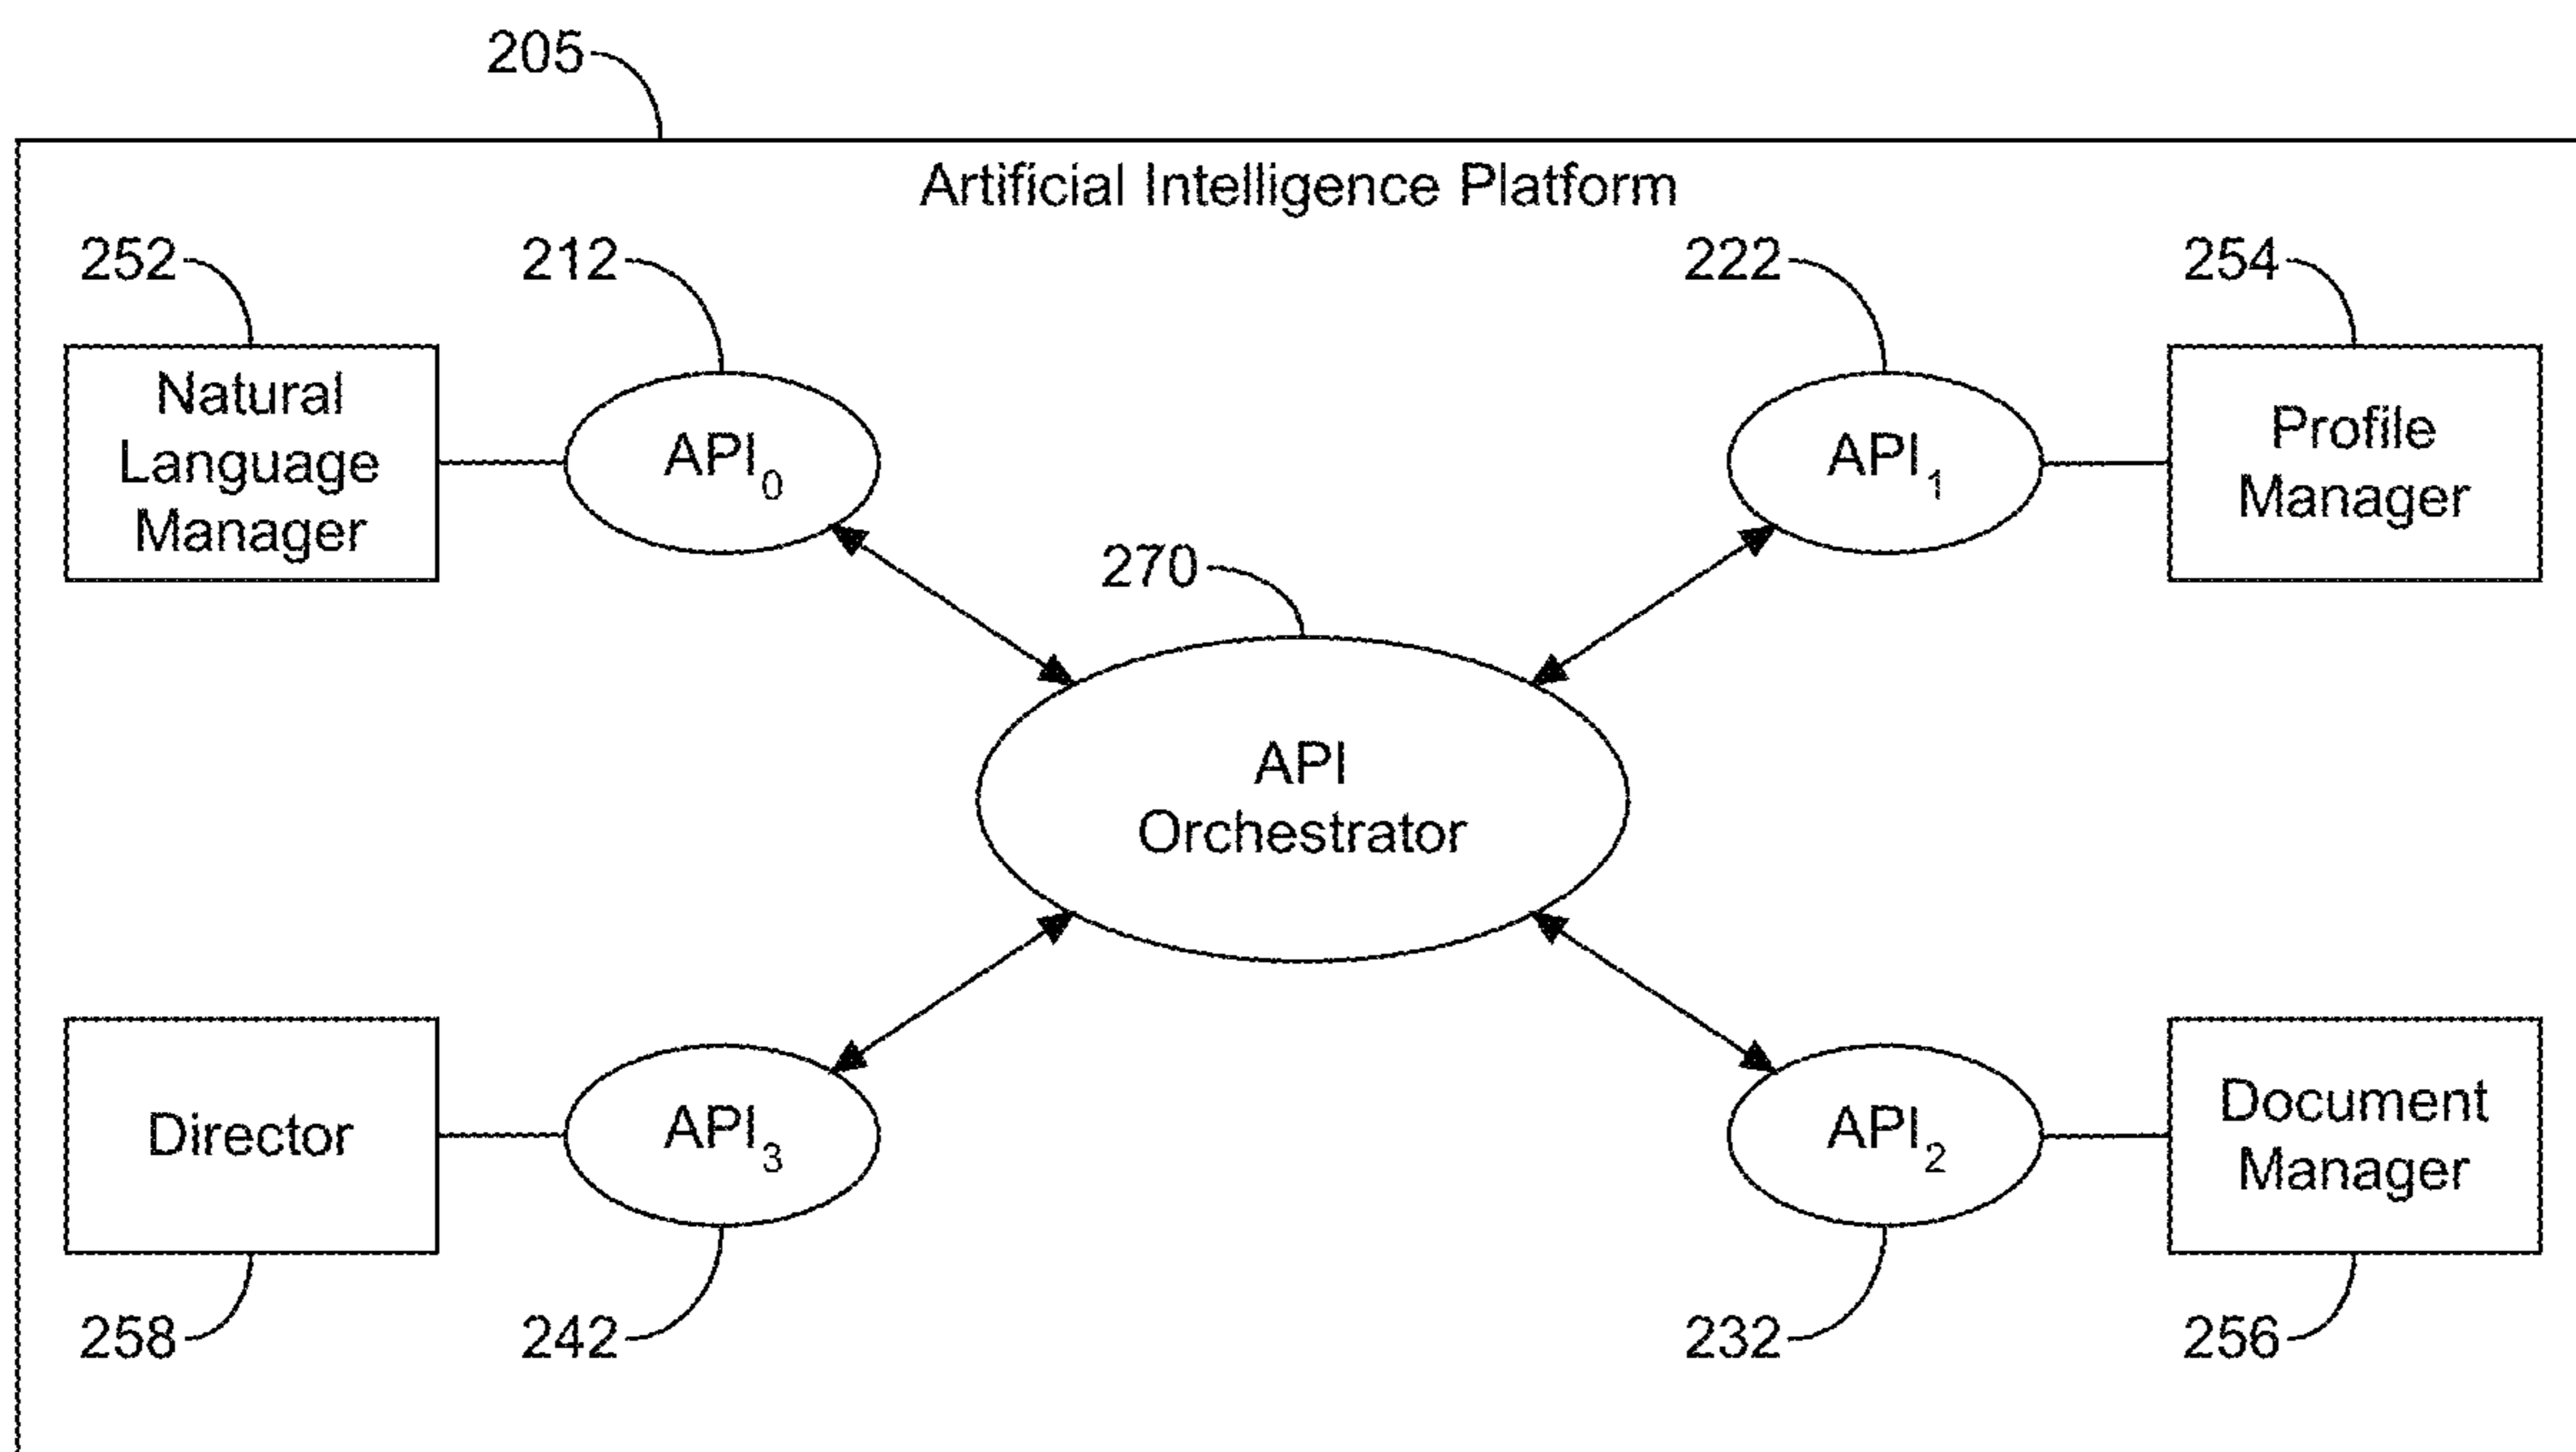 205
Artificial Intelligence Platform
252
212
222
254
Natural
Language
Manager
API0
API1
Profile
Manager
270
API
Orchestrator
Director
API3
API2
Document
Manager
258
242
232
256